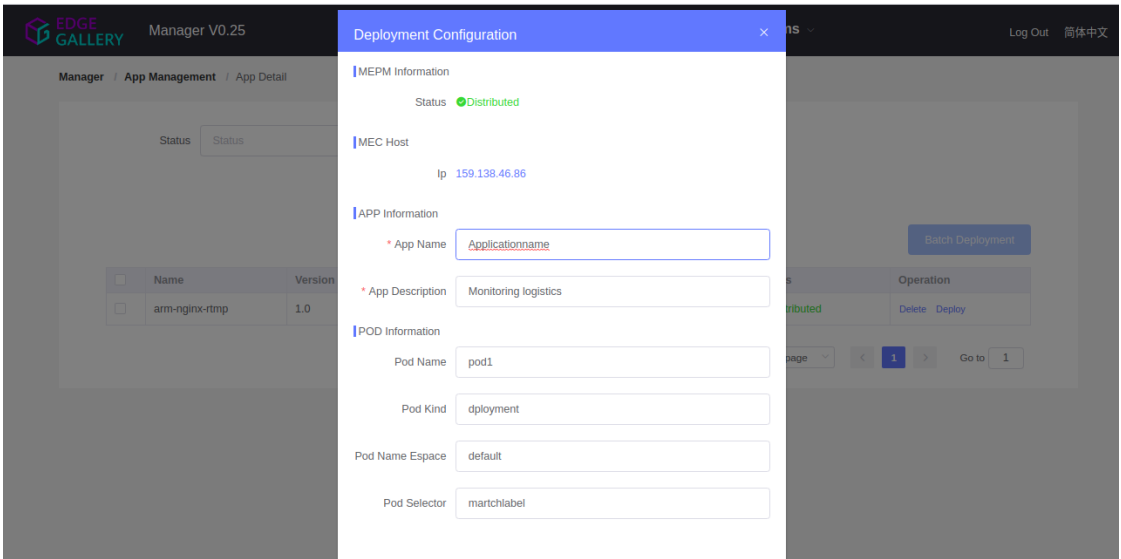 EDGE
GALLERY
Manager V0.25
Deployment Configuration
ns
Log Out 简体中文
Manager / App Management / App Detail
MEPM Information
Status Distributed
Status Status
MEC Host
Ip 159.138.46.86
APP Information
Batch Deployment
* App Name Applicationname
Name Version s Operation
* App Description Monitoring logistics
arm-nginx-rtmp 1.0 tributed Delete Deploy
POD Information
page < 1 > Go to 1
Pod Name pod1
Pod Kind dployment
Pod Name Espace default
Pod Selector martchlabel